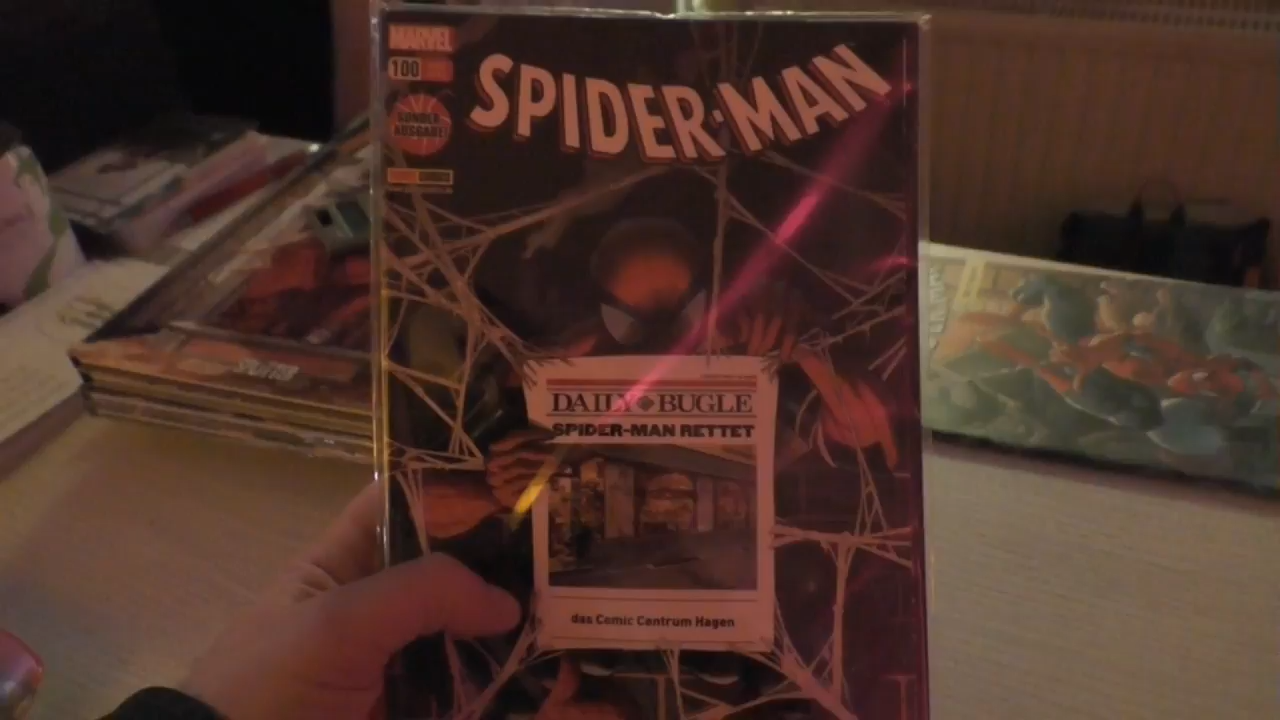 MARVEL
100
SONDER
AUSGABE!
SPIDER-MAN
DAILY BUGLE
SPIDER-MAN RETTET
das Comic Centrum Hagen